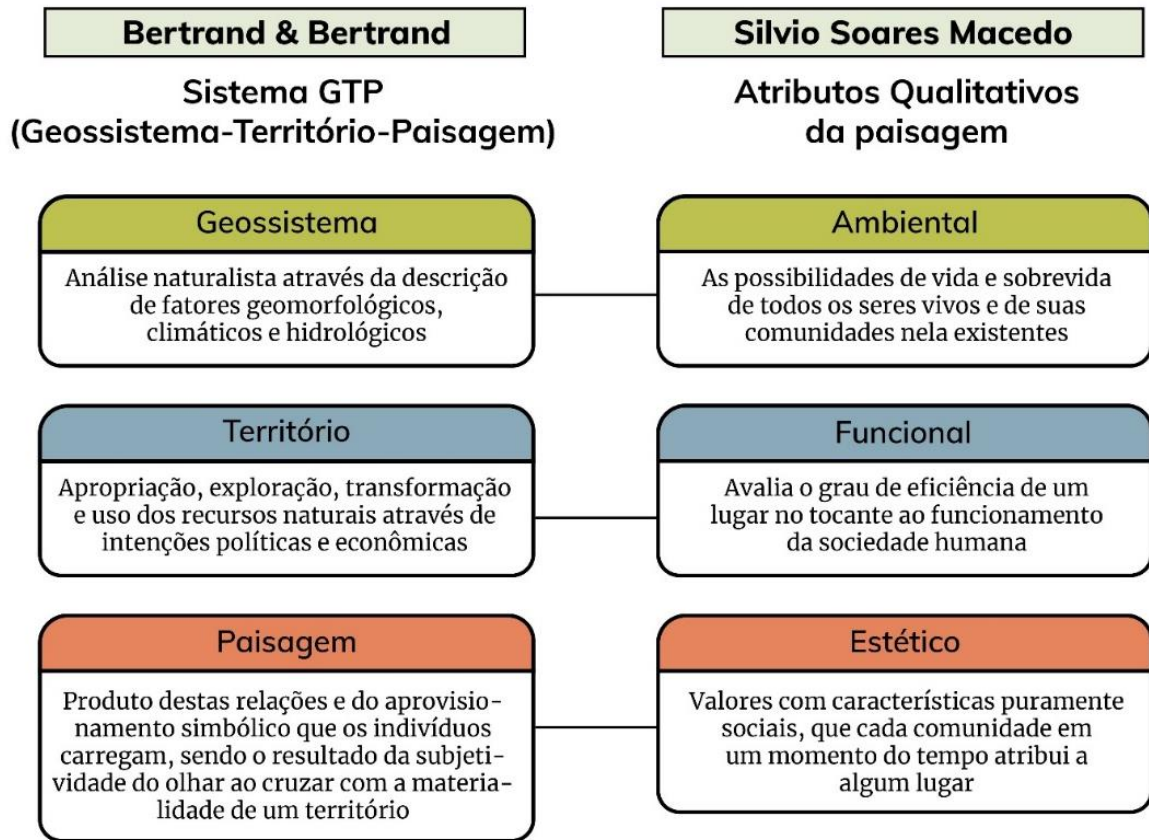 Bertrand & Bertrand
Sistema GTP
(Geossistema-Território-Paisagem)
Geossistema
Análise naturalista através da descrição
de fatores geomorfológicos,
climáticos e hidrológicos
Território
Apropriação, exploração, transformação
e uso dos recursos naturais através de
intenções políticas e econômicas
Paisagem
Produto destas relações e do aprovisio-
namento simbólico que os indivíduos
carregam, sendo o resultado da subjeti-
vidade do olhar ao cruzar com a materia-
lidade de um território
Silvio Soares Macedo
Atributos Qualitativos
da paisagem
Ambiental
As possibilidades de vida e sobrevida
de todos os seres vivos e de suas
comunidades nela existentes
Funcional
Avalia o grau de eficiência de um
lugar no tocante ao funcionamento
da sociedade humana
Estético
Valores com características puramente
sociais, que cada comunidade em
um momento do tempo atribui a
algum lugar